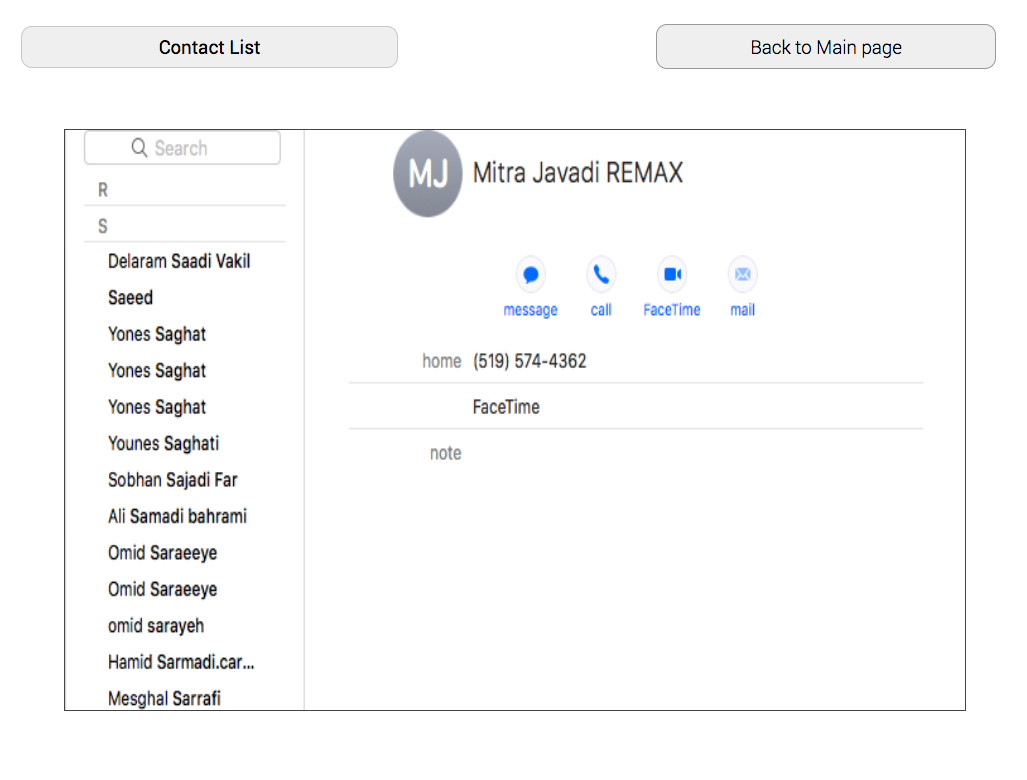 Contact List
Back to Main page
Search
R
S
Delaram Saadi Vakil
Saeed
Yones Saghat
Yones Saghat
Yones Saghat
Younes Saghati
Sobhan Sajadi Far
Ali Samadi bahrami
Omid Saraeeye
Omid Saraeeye
omid sarayeh
Hamid Sarmadi.car...
Mesghal Sarrafi
MJ
Mitra Javadi REMAX
message call FaceTime mail
home (519) 574-4362
FaceTime
note